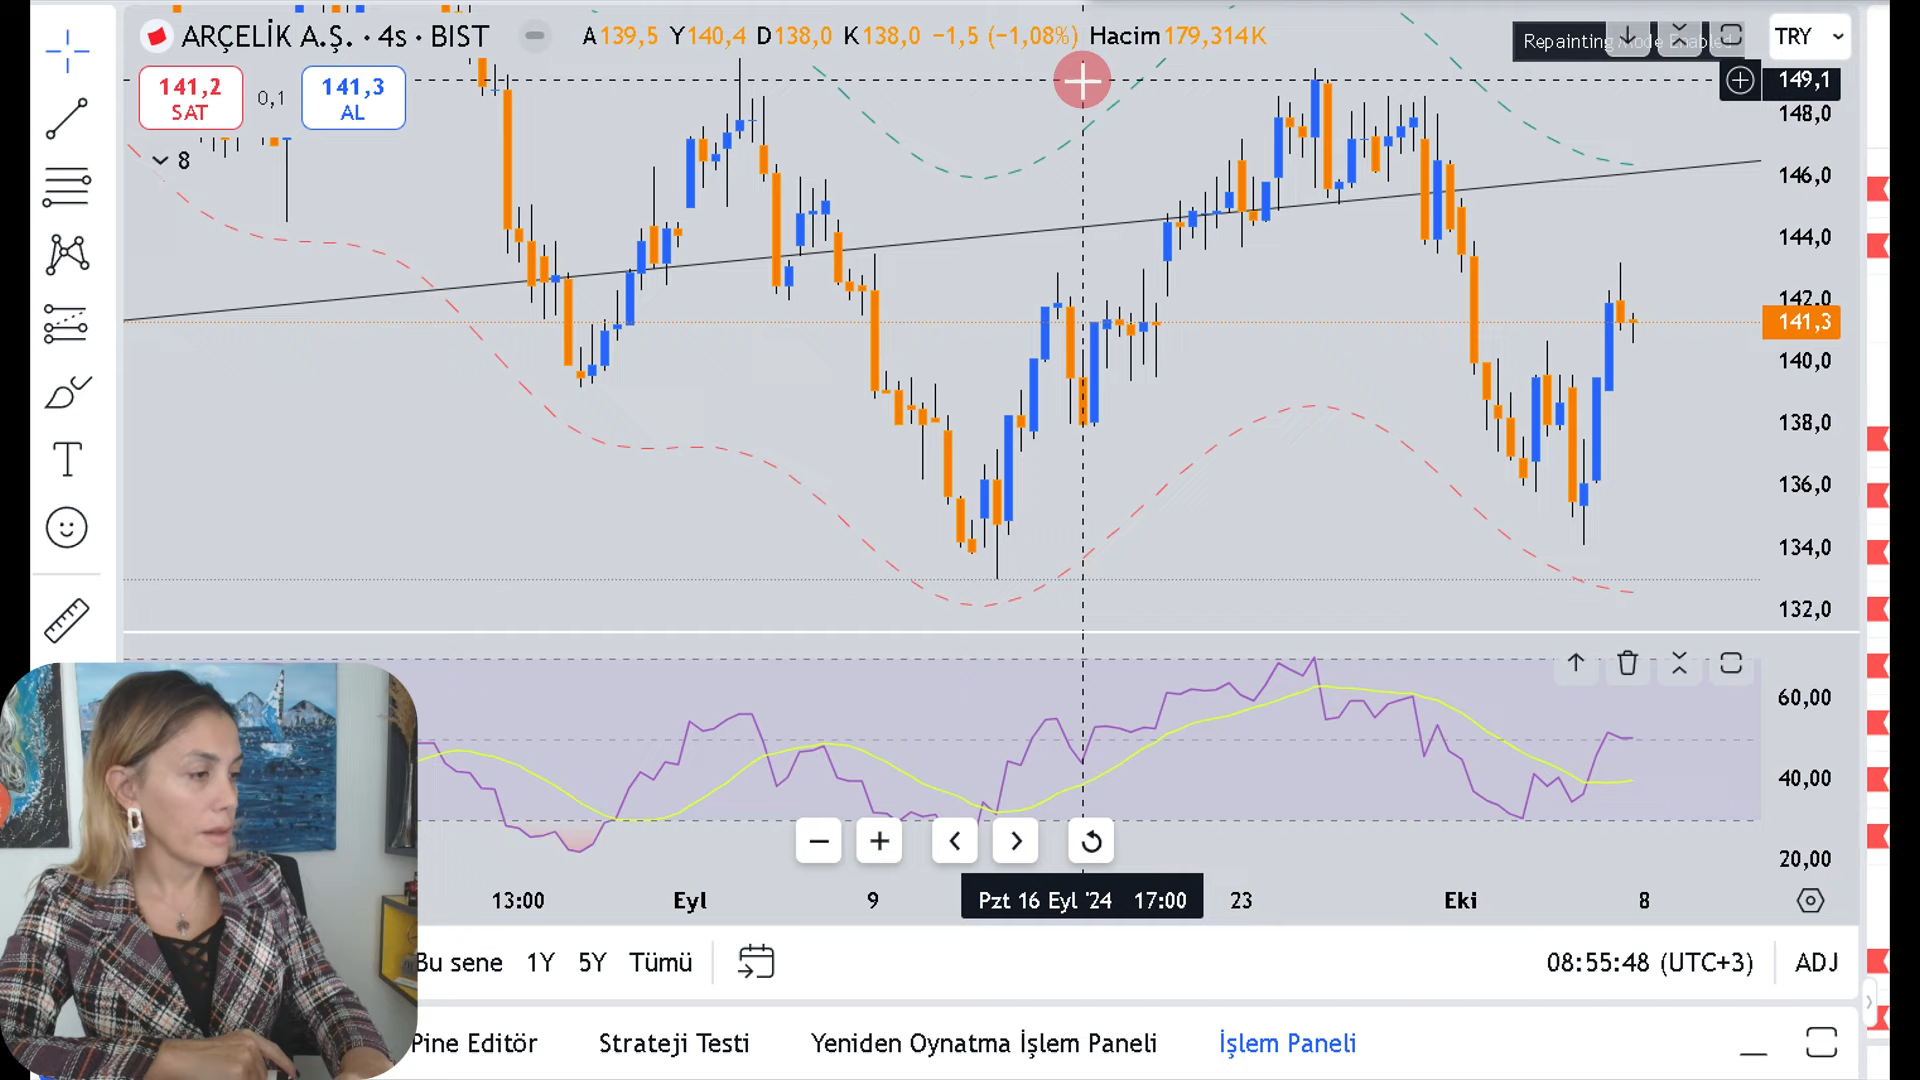 ARÇELİK A.Ş. · 4s · BIST
A139,5 Y140,4 D138,0 K138,0 −1,5 (−1,08%) Hacim179,314K
Repainting Mode Enabled
TRY
141,2
SAT
0,1
141,3
AL
8
149,1
148,0
146,0
144,0
142,0
141,3
140,0
138,0
136,0
134,0
132,0
60,00
40,00
20,00
13:00 Eyl 9 Pzt 16 Eyl '24 17:00 23 Eki 8
Bu sene 1Y 5Y Tümü
08:55:48 (UTC+3) ADJ
Pine Editör Strateji Testi Yeniden Oynatma İşlem Paneli İşlem Paneli